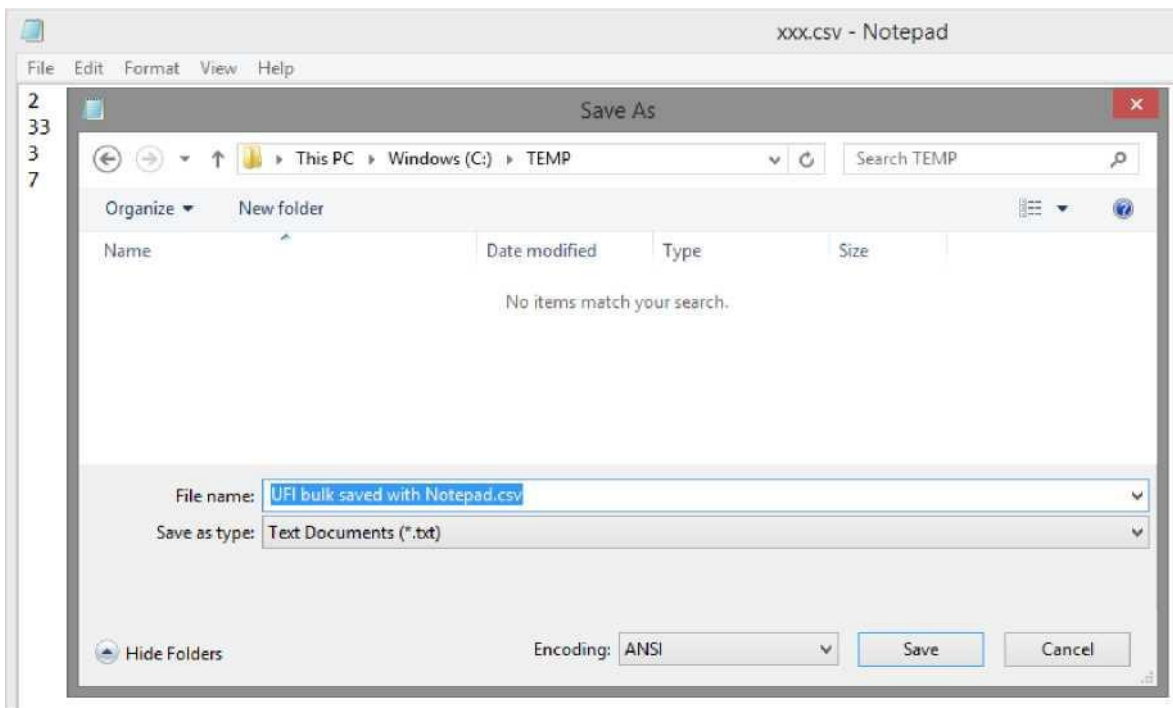 xxx.csv - Notepad
File Edit Format View Help
2
33
3
7
Save As
This PC Windows (C:) TEMP
Search TEMP
Organize New folder
Name Date modified Type Size
No items match your search.
File name: UFI bulk saved with Notepad.csv
Save as type: Text Documents (*.txt)
Hide Folders Encoding: ANSI Save Cancel